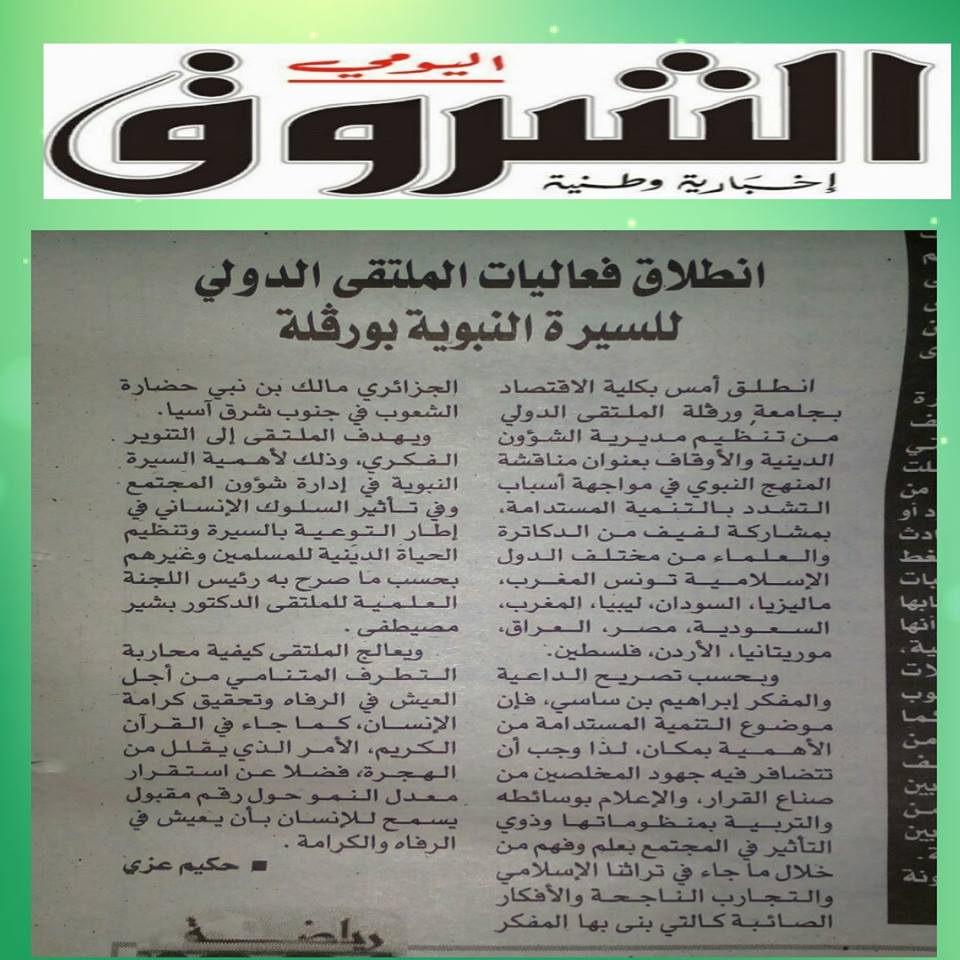 الشروق
اليومي
إخبارية وطنية
انطلاق فعاليات الملتقى الدولي
للسيرة النبوية بورڤلة
انطلق أمس بكلية الاقتصاد
بجامعة ورڤلة الملتقى الدولي
من تنظيم مديرية الشؤون
الدينية والأوقاف بعنوان مناقشة
المنهج النبوي في مواجهة أسباب
التشدد بالتنمية المستدامة،
بمشاركة لفيف من الدكاترة
والعلماء من مختلف الدول
الإسلامية تونس المغرب،
ماليزيا، السودان، ليبيا، المغرب،
السعودية، مصر، العراق،
موريتانيا، الأردن، فلسطين.
وبحسب تصريح الداعية
والمفكر إبراهيم بن ساسي، فإن
موضوع التنمية المستدامة من
الأهمية بمكان، لذا وجب أن
تتضافر فيه جهود المخلصين من
صناع القرار، والإعلام بوسائطه
والتربية بمنظوماتها وذوي
التأثير في المجتمع بعلم وفهم من
خلال ما جاء في تراثنا الإسلامي
والتجارب الناجحة والأفكار
الصائبة كالتي بنى بها المفكر
الجزائري مالك بن نبي حضارة
الشعوب في جنوب شرق آسيا.
ويهدف الملتقى إلى التنوير
الفكري، وذلك لأهمية السيرة
النبوية في إدارة شؤون المجتمع
وفي تأثير السلوك الإنساني في
إطار التوعية بالسيرة وتنظيم
الحياة الدينية للمسلمين وغيرهم
بحسب ما صرح به رئيس اللجنة
العلمية للملتقى الدكتور بشير
مصيطفى.
ويعالج الملتقى كيفية محاربة
التطرف المتنامي من أجل
العيش في الرفاه وتحقيق كرامة
الإنسان، كما جاء في القرآن
الكريم، الأمر الذي يقلل من
الهجرة، فضلا عن استقرار
معدل النمو حول رقم مقبول
يسمح للإنسان بأن يعيش في
الرفاه والكرامة.
■ حكيم عزي
رياضة